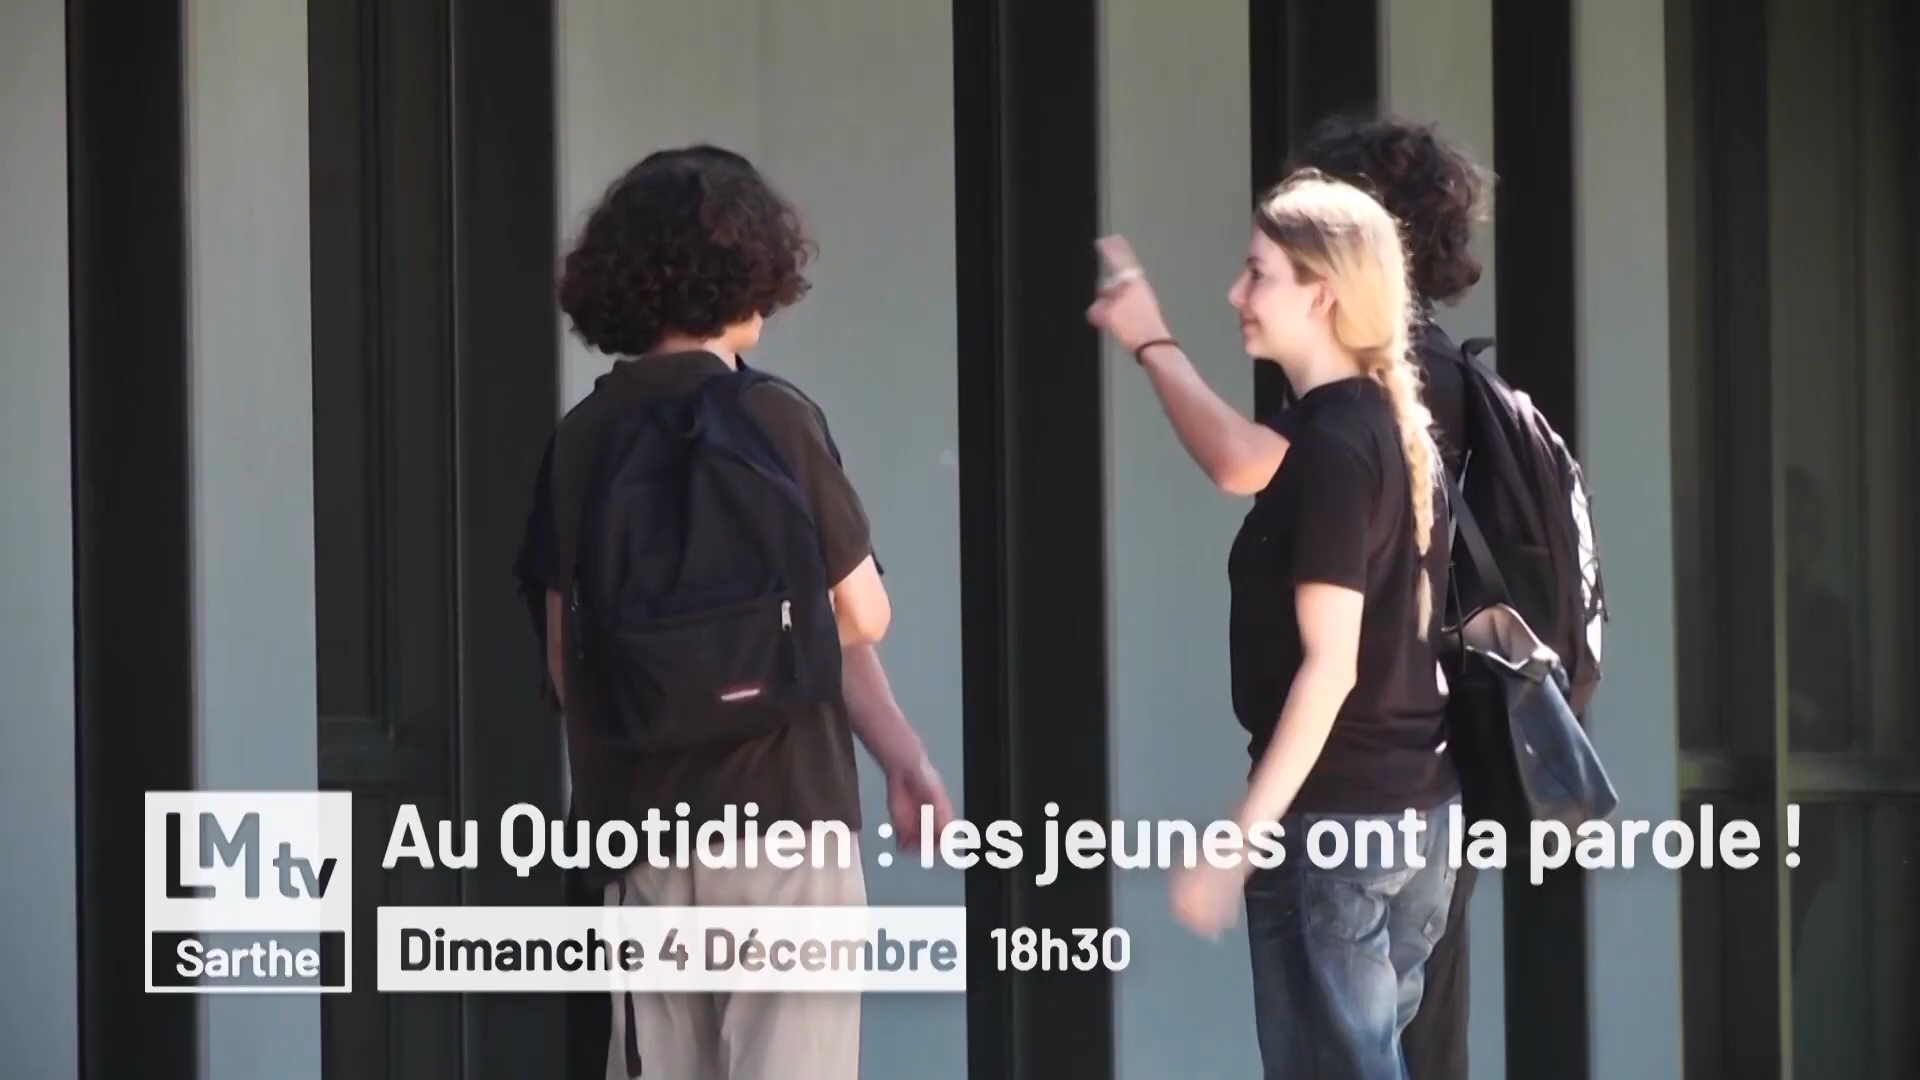 LM tv
Sarthe
Au Quotidien : les jeunes ont la parole !
Dimanche 4 Décembre 18h30